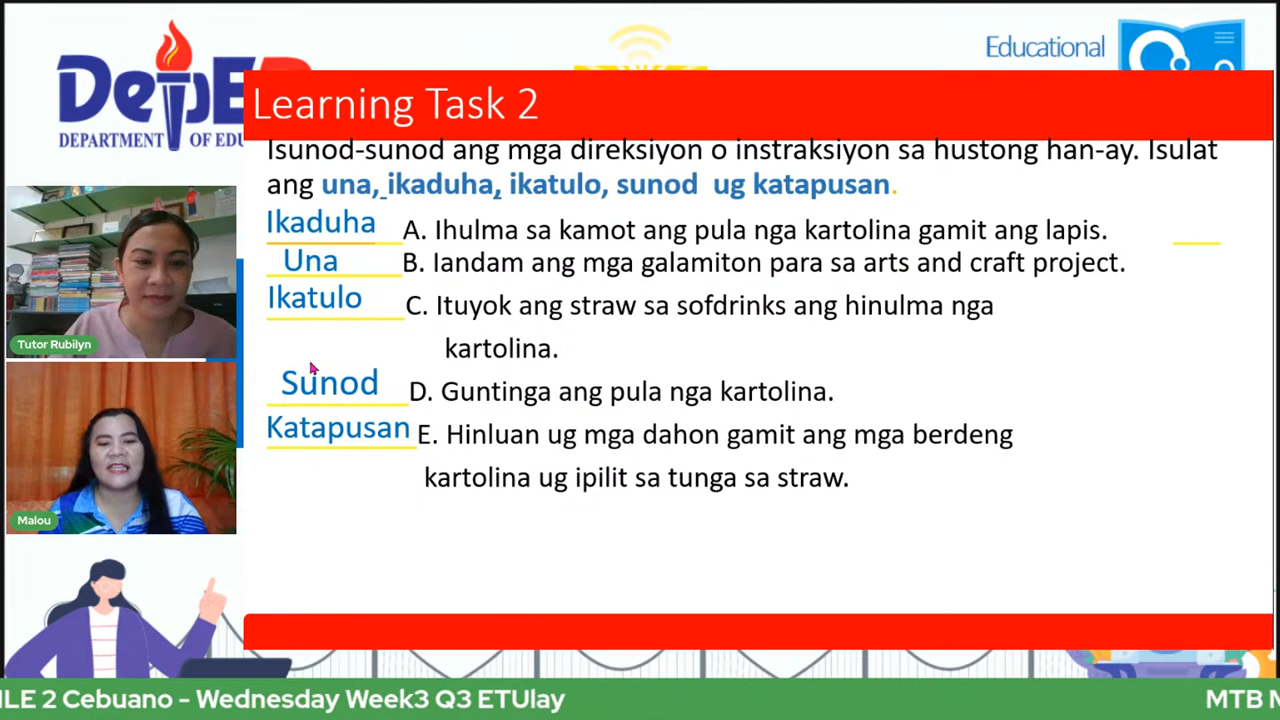 DepED
DEPARTMENT OF EDU
Educational
Learning Task 2
Isunod-sunod ang mga direksiyon o instraksiyon sa hustong han-ay. Isulat
ang una, ikaduha, ikatulo, sunod ug katapusan.
Ikaduha A. Ihulma sa kamot ang pula nga kartolina gamit ang lapis.
Una B. Iandam ang mga galamiton para sa arts and craft project.
Ikatulo C. Ituyok ang straw sa sofdrinks ang hinulma nga
kartolina.
Sunod D. Guntinga ang pula nga kartolina.
Katapusan E. Hinluan ug mga dahon gamit ang mga berdeng
kartolina ug ipilit sa tunga sa straw.
Tutor Rubilyn
Malou
ILE 2 Cebuano - Wednesday Week3 Q3 ETUlay
MTB M